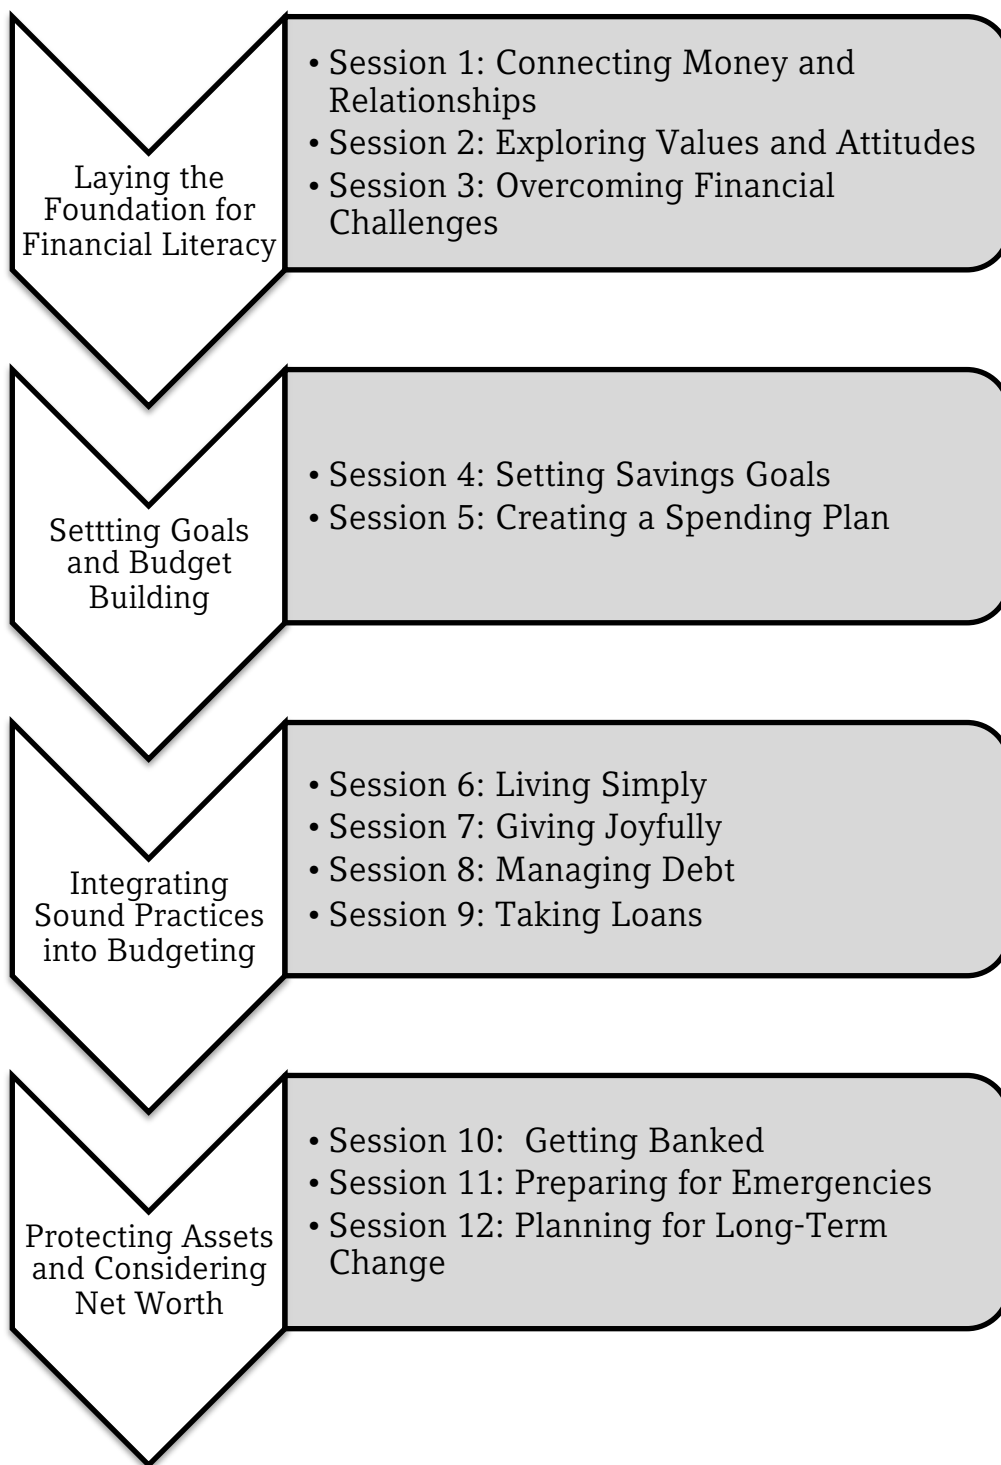 Laying the
Foundation for
Financial Literacy
• Session 1: Connecting Money and
Relationships
• Session 2: Exploring Values and Attitudes
• Session 3: Overcoming Financial
Challenges
Settting Goals
and Budget
Building
• Session 4: Setting Savings Goals
• Session 5: Creating a Spending Plan
Integrating
Sound Practices
into Budgeting
• Session 6: Living Simply
• Session 7: Giving Joyfully
• Session 8: Managing Debt
• Session 9: Taking Loans
Protecting Assets
and Considering
Net Worth
• Session 10:  Getting Banked
• Session 11: Preparing for Emergencies
• Session 12: Planning for Long-Term
Change